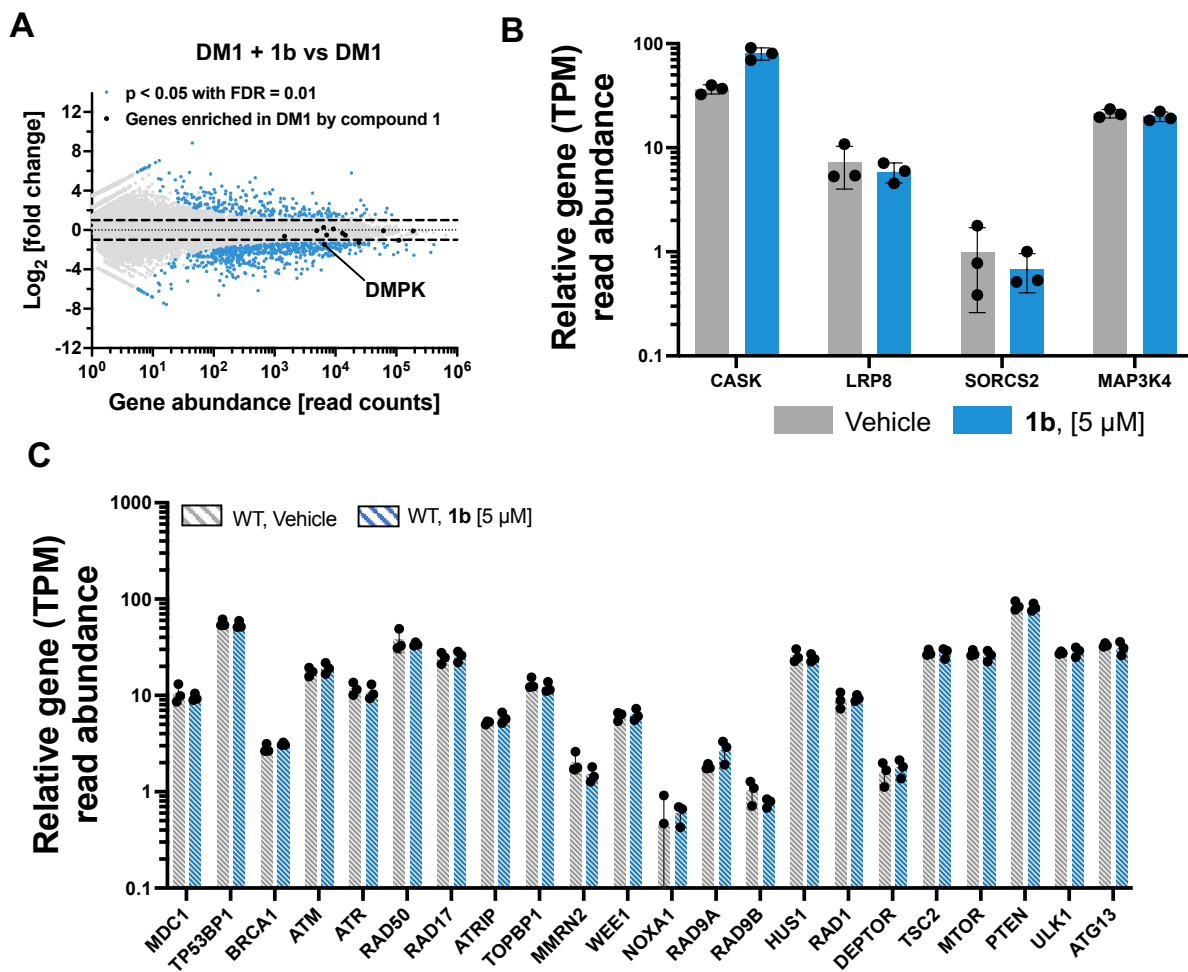 A
DM1 + 1b vs DM1
p < 0.05 with FDR = 0.01
Genes enriched in DM1 by compound 1
Log2 [fold change]
12
8
4
0
-4
-8
-12
DMPK
10^0 10^1 10^2 10^3 10^4 10^5 10^6
Gene abundance [read counts]
B
Relative gene (TPM)
read abundance
100
10
1
0.1
CASK LRP8 SORCS2 MAP3K4
Vehicle 1b, [5 µM]
C
Relative gene (TPM)
read abundance
1000
100
10
1
0.1
WT, Vehicle WT, 1b [5 µM]
MDC1 TP53BP1 BRCA1 ATM ATR RAD50 RAD17 ATRIP TOPBP1 MMRN2 WEE1 NOXA1 RAD9A RAD9B HUS1 RAD1 DEPTOR TSC2 MTOR PTEN ULK1 ATG13